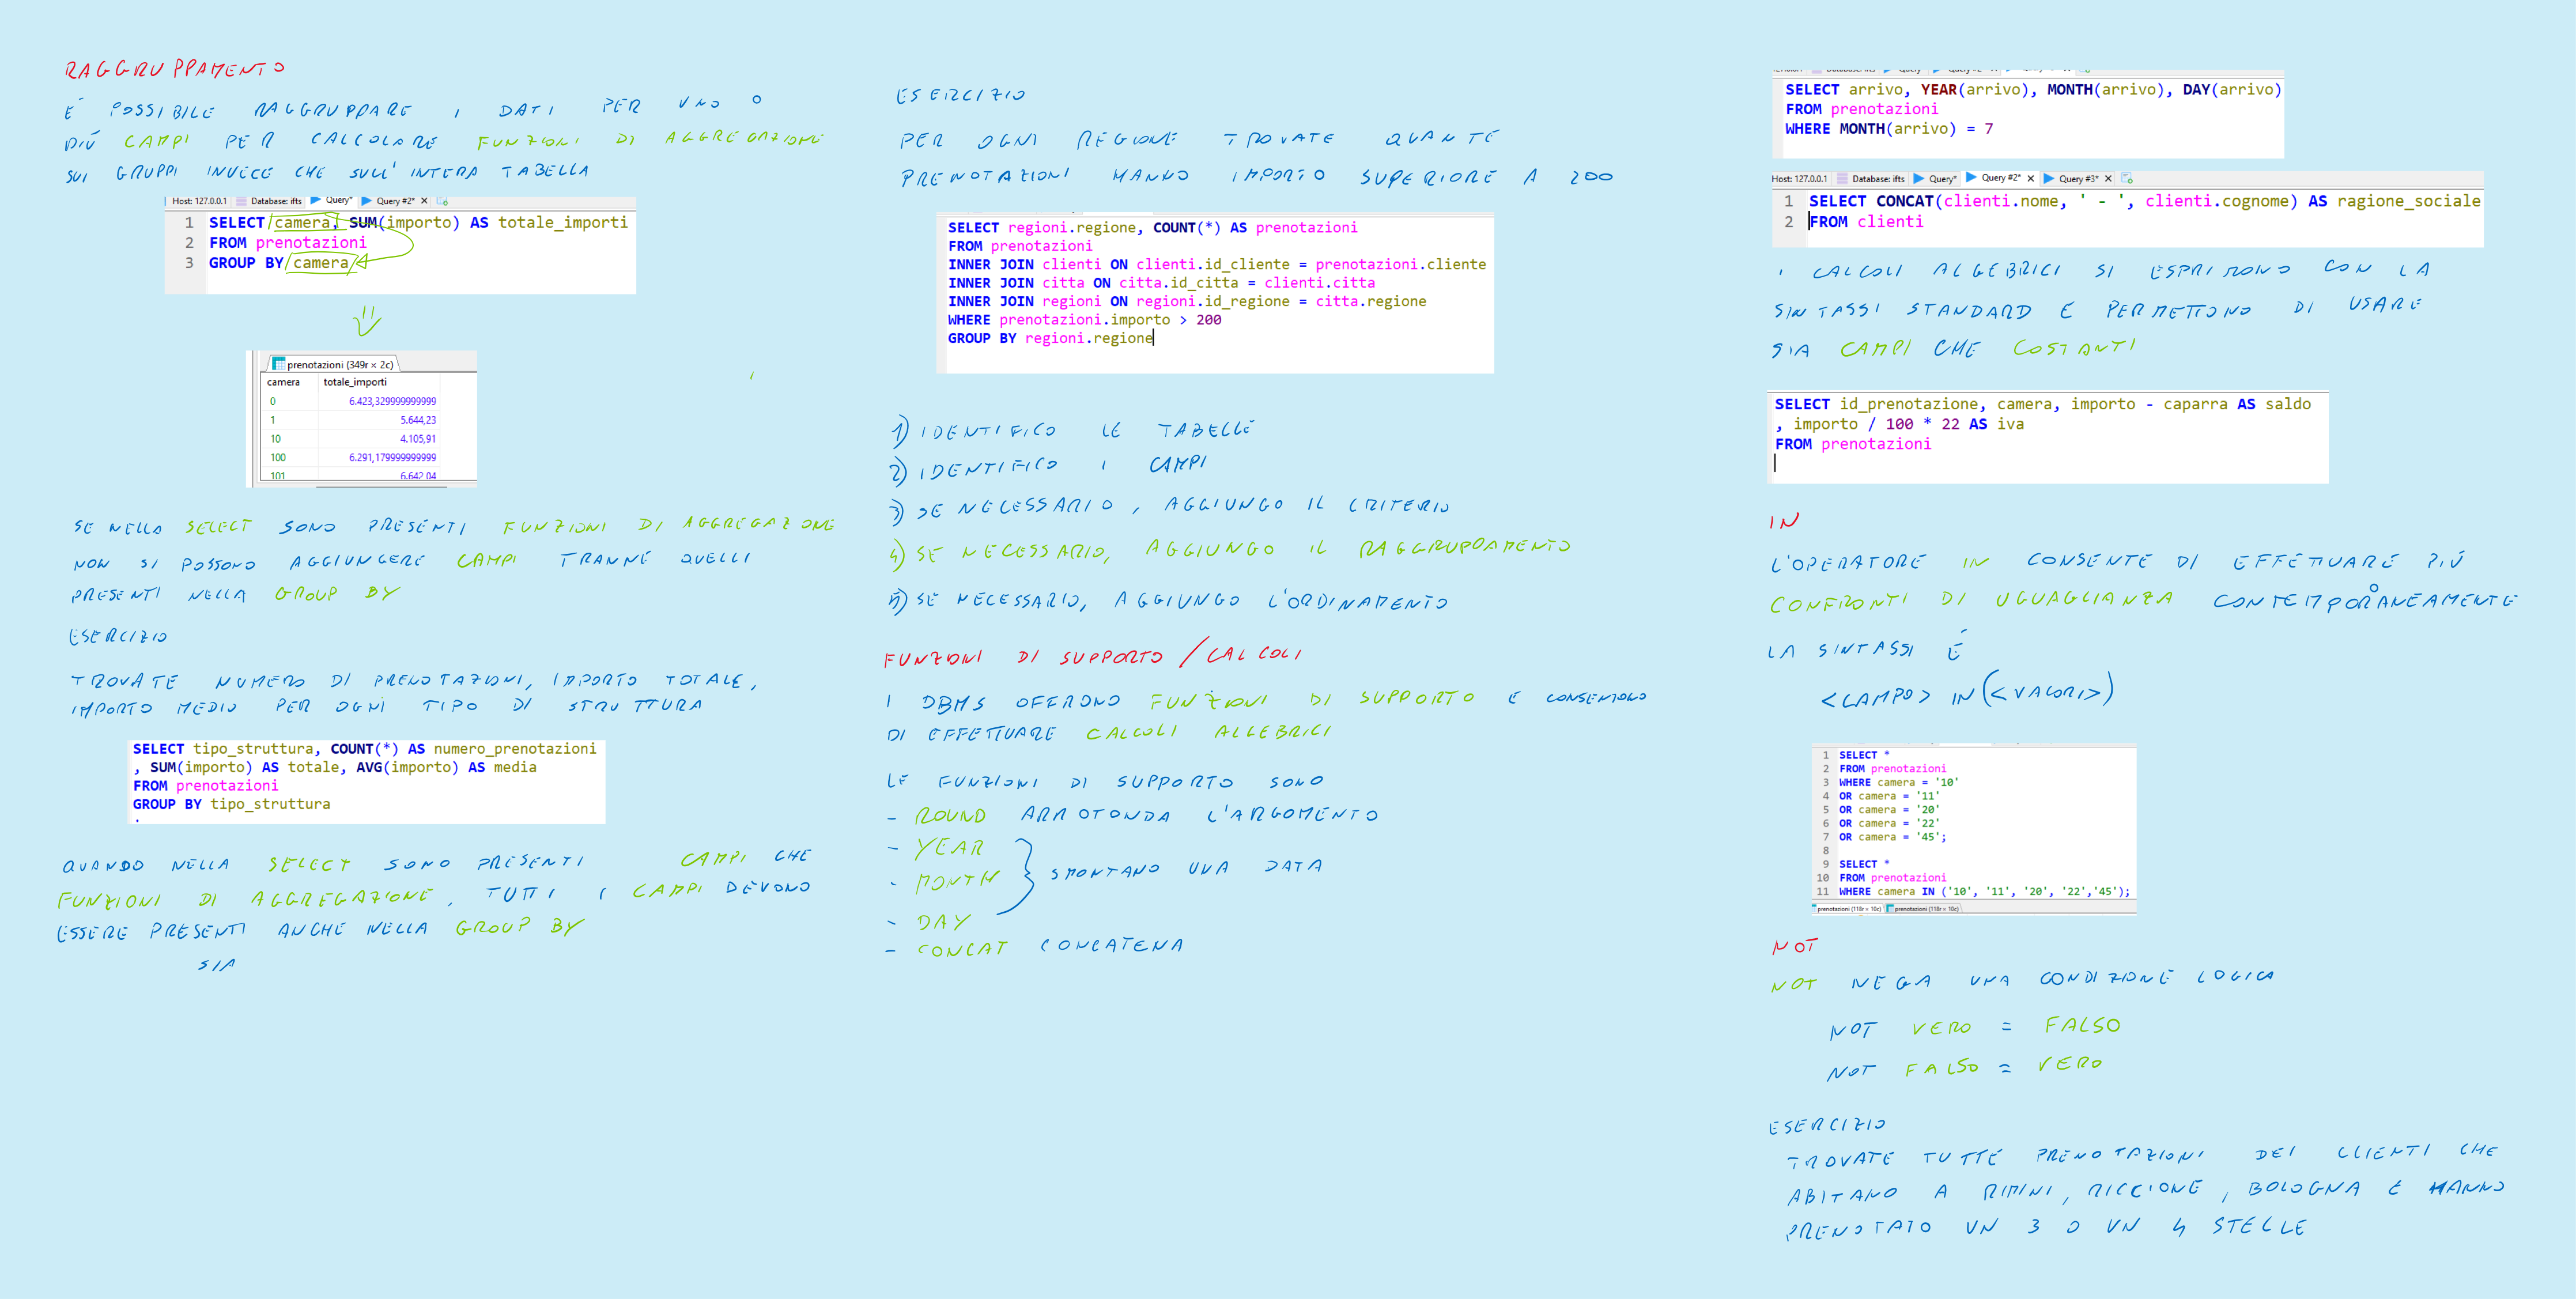 RAGGRUPPAMENTO
È POSSIBILE RAGGRUPPARE I DATI PER UNO O
PIÙ CAMPI PER CALCOLARE FUNZIONI DI AGGREGAZIONE
SUI GRUPPI INVECE CHE SULL'INTERA TABELLA
Host: 127.0.0.1 Database: ifts Query* Query #2* ×
1 SELECT camera, SUM(importo) AS totale_importi
2 FROM prenotazioni
3 GROUP BY camera
prenotazioni (349r × 2c)
camera totale_importi
0 6.423,329999999999
1 5.644,23
10 4.105,91
100 6.291,179999999999
101 6.642,04
SE NELLA SELECT SONO PRESENTI FUNZIONI DI AGGREGAZIONE
NON SI POSSONO AGGIUNGERE CAMPI TRANNE QUELLI
PRESENTI NELLA GROUP BY
ESERCIZIO
TROVATE NUMERO DI PRENOTAZIONI, IMPORTO TOTALE,
IMPORTO MEDIO PER OGNI TIPO DI STRUTTURA
SELECT tipo_struttura, COUNT(*) AS numero_prenotazioni
, SUM(importo) AS totale, AVG(importo) AS media
FROM prenotazioni
GROUP BY tipo_struttura
QUANDO NELLA SELECT SONO PRESENTI CAMPI CHE
FUNZIONI DI AGGREGAZIONE, TUTTI I CAMPI DEVONO
ESSERE PRESENTI ANCHE NELLA GROUP BY
SIA
ESERCIZIO
PER OGNI REGIONE TROVATE QUANTE
PRENOTAZIONI HANNO IMPORTO SUPERIORE A 200
SELECT regioni.regione, COUNT(*) AS prenotazioni
FROM prenotazioni
INNER JOIN clienti ON clienti.id_cliente = prenotazioni.cliente
INNER JOIN citta ON citta.id_citta = clienti.citta
INNER JOIN regioni ON regioni.id_regione = citta.regione
WHERE prenotazioni.importo > 200
GROUP BY regioni.regione
1) IDENTIFICO LE TABELLE
2) IDENTIFICO I CAMPI
3) SE NECESSARIO, AGGIUNGO IL CRITERIO
4) SE NECESSARIO, AGGIUNGO IL RAGGRUPPAMENTO
5) SE NECESSARIO, AGGIUNGO L'ORDINAMENTO
FUNZIONI DI SUPPORTO / CALCOLI
I DBMS OFFRONO FUNZIONI DI SUPPORTO E CONSENTONO
DI EFFETTUARE CALCOLI ALGEBRICI
LE FUNZIONI DI SUPPORTO SONO
- ROUND ARROTONDA L'ARGOMENTO
- YEAR
- MONTH SMONTANO UNA DATA
- DAY
- CONCAT CONCATENA
SELECT arrivo, YEAR(arrivo), MONTH(arrivo), DAY(arrivo)
FROM prenotazioni
WHERE MONTH(arrivo) = 7
Host: 127.0.0.1 Database: ifts Query* Query #2* × Query #3* ×
1 SELECT CONCAT(clienti.nome, ' - ', clienti.cognome) AS ragione_sociale
2 FROM clienti
I CALCOLI ALGEBRICI SI ESPRIMONO CON LA
SINTASSI STANDARD E PERMETTONO DI USARE
SIA CAMPI CHE COSTANTI
SELECT id_prenotazione, camera, importo - caparra AS saldo
, importo / 100 * 22 AS iva
FROM prenotazioni
IN
L'OPERATORE IN CONSENTE DI EFFETTUARE PIÙ
CONFRONTI DI UGUAGLIANZA CONTEMPORANEAMENTE
LA SINTASSI È
<CAMPO> IN (<VALORI>)
1 SELECT *
2 FROM prenotazioni
3 WHERE camera = '10'
4 OR camera = '11'
5 OR camera = '20'
6 OR camera = '22'
7 OR camera = '45';
8
9 SELECT *
10 FROM prenotazioni
11 WHERE camera IN ('10', '11', '20', '22','45');
prenotazioni (118r × 10c) prenotazioni (118r × 10c)
NOT
NOT NEGA UNA CONDIZIONE LOGICA
NOT VERO = FALSO
NOT FALSO = VERO
ESERCIZIO
TROVATE TUTTE PRENOTAZIONI DEI CLIENTI CHE
ABITANO A RIMINI, RICCIONE, BOLOGNA E HANNO
PRENOTATO UN 3 O UN 4 STELLE